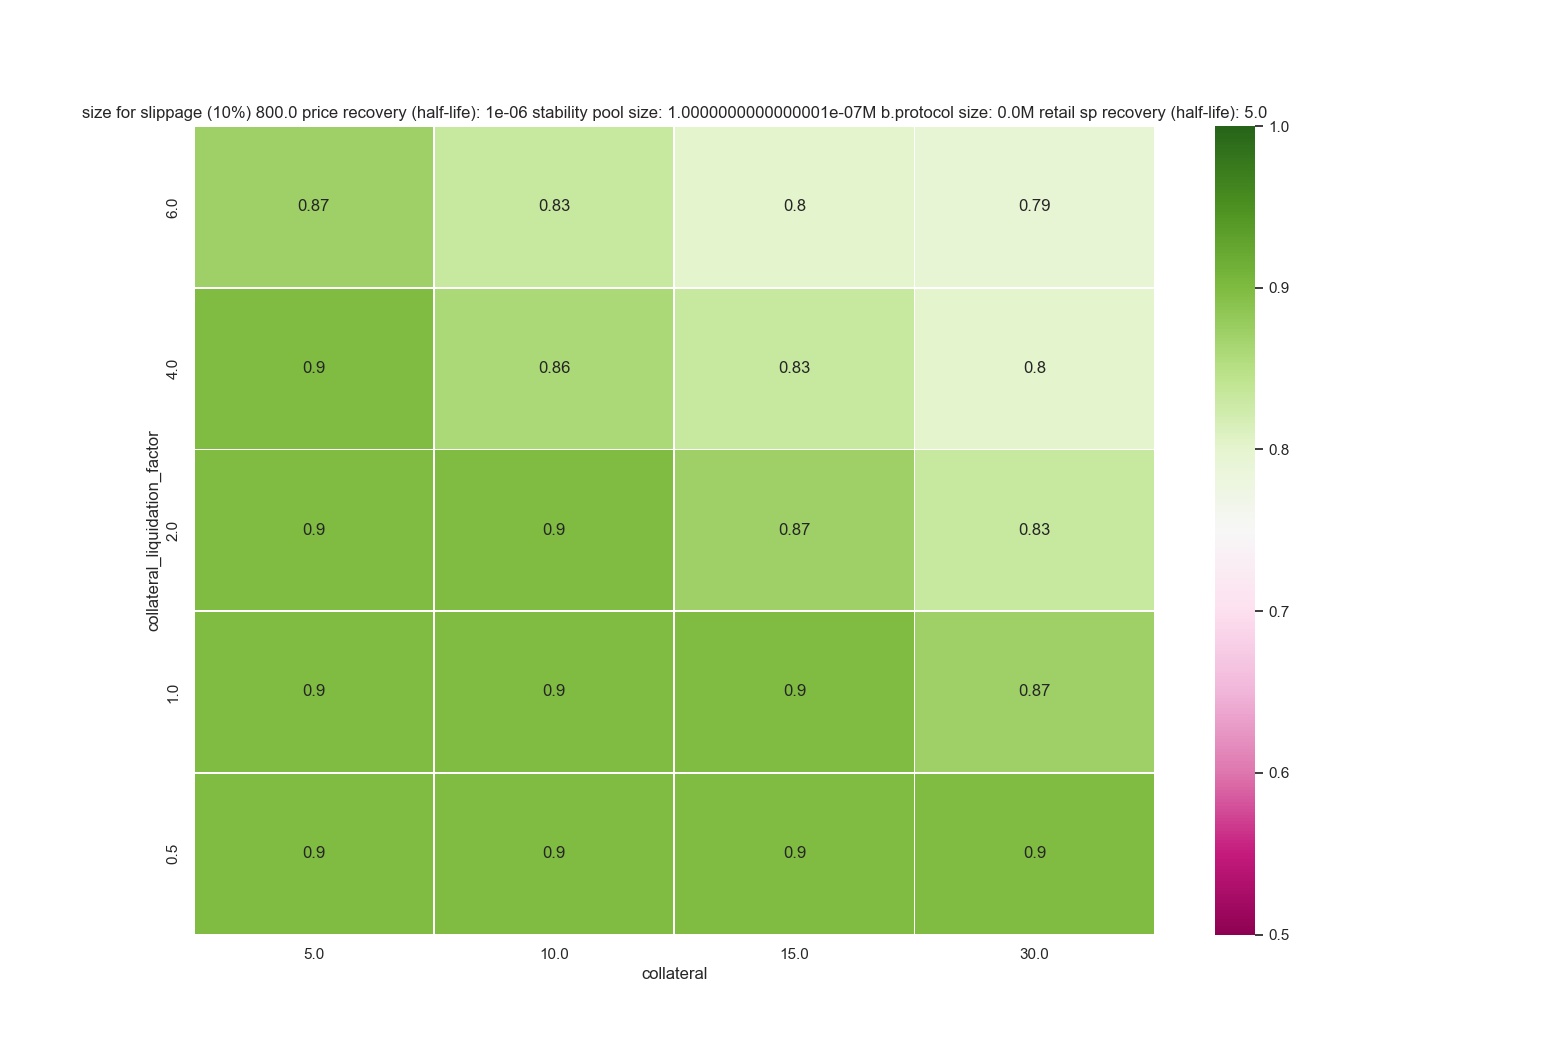 size for slippage (10%) 800.0 price recovery (half-life): 1e-06 stability pool size: 1.0000000000000001e-07M b.protocol size: 0.0M retail sp recovery (half-life): 5.0
collateral_liquidation_factor
6.0 0.87 0.83 0.8 0.79
4.0 0.9 0.86 0.83 0.8
2.0 0.9 0.9 0.87 0.83
1.0 0.9 0.9 0.9 0.87
0.5 0.9 0.9 0.9 0.9
5.0 10.0 15.0 30.0
collateral
1.0
0.9
0.8
0.7
0.6
0.5